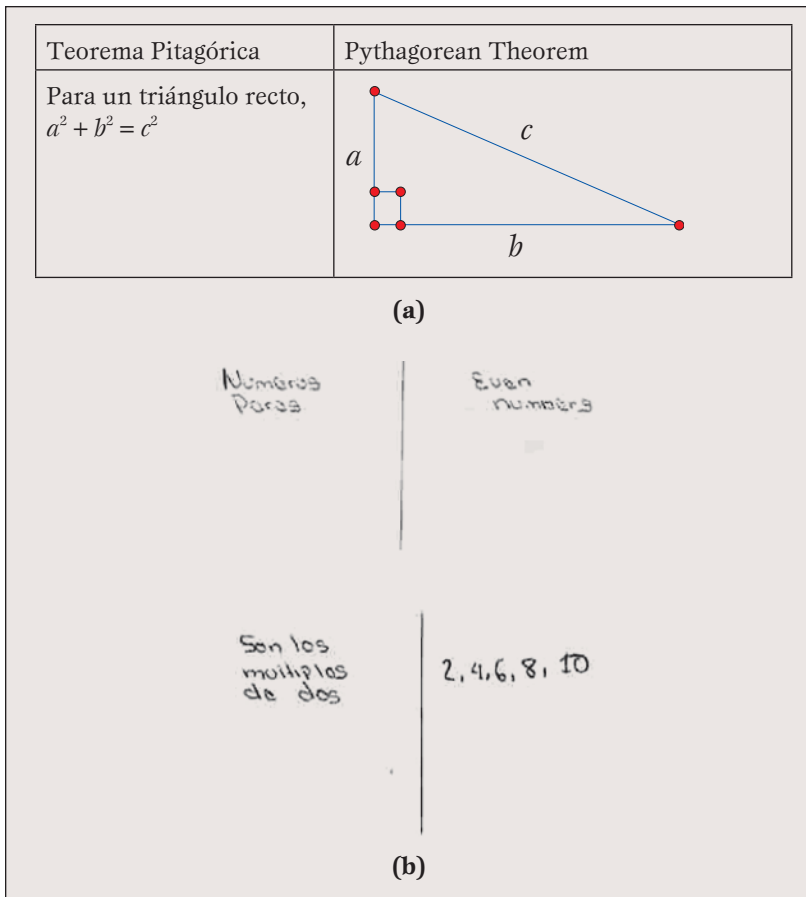 Teorema Pitagórica
Pythagorean Theorem
Para un triángulo recto,
a² + b² = c²
a
c
b
(a)
Numeros
Pares
Even
numbers
Son los
multiplos
de dos
2, 4, 6, 8, 10
(b)